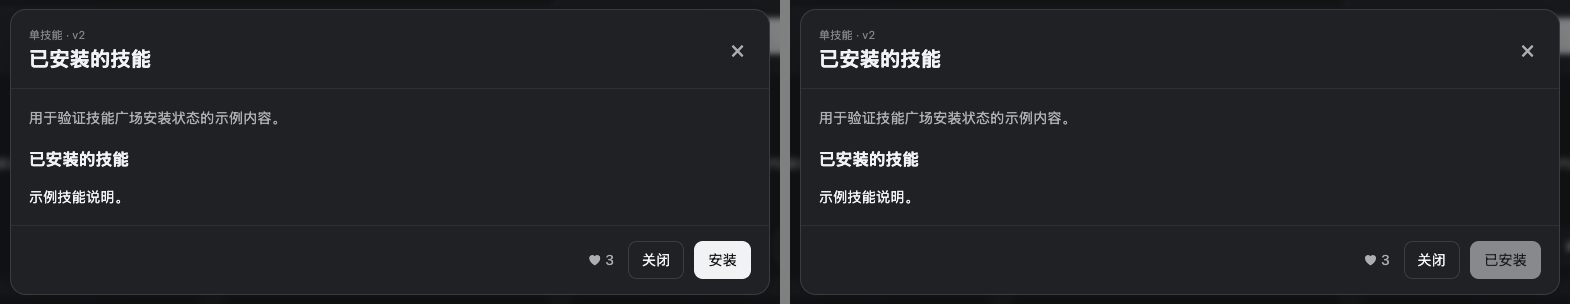 单技能 · v2
已安装的技能
用于验证技能广场安装状态的示例内容。
已安装的技能
示例技能说明。
3 关闭 安装
单技能 · v2
已安装的技能
用于验证技能广场安装状态的示例内容。
已安装的技能
示例技能说明。
3 关闭 已安装